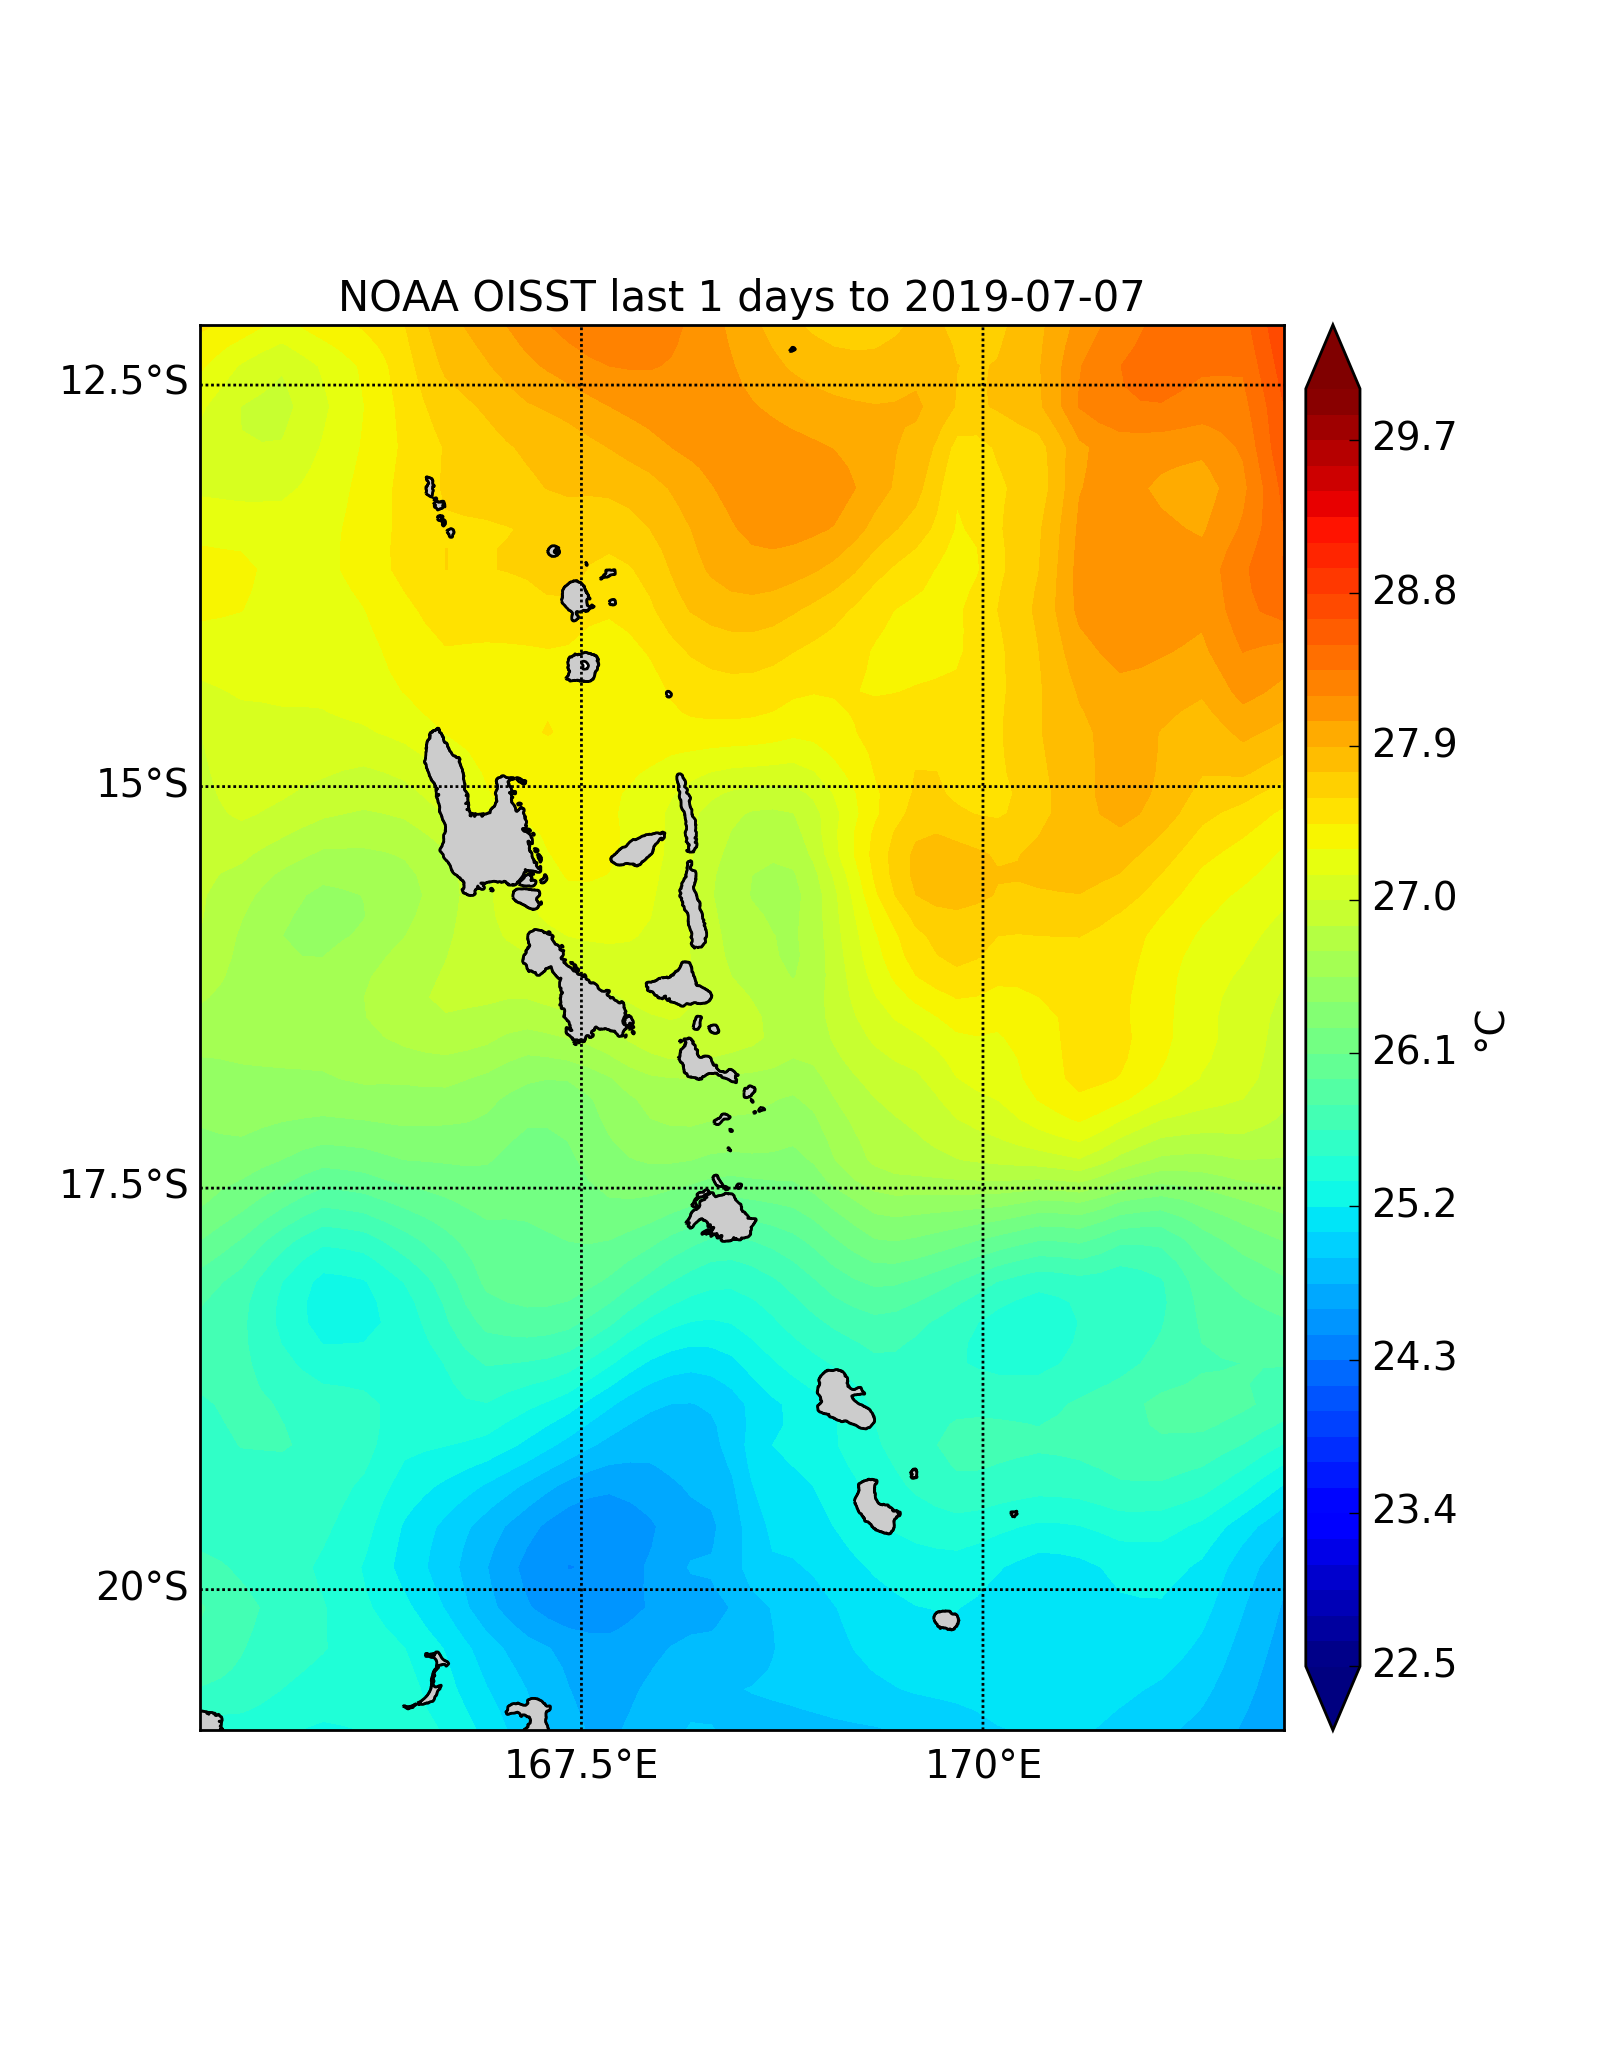 NOAA OISST last 1 days to 2019-07-07
12.5°S
15°S
17.5°S
20°S
167.5°E
170°E
29.7
28.8
27.9
27.0
26.1
25.2
24.3
23.4
22.5
°C